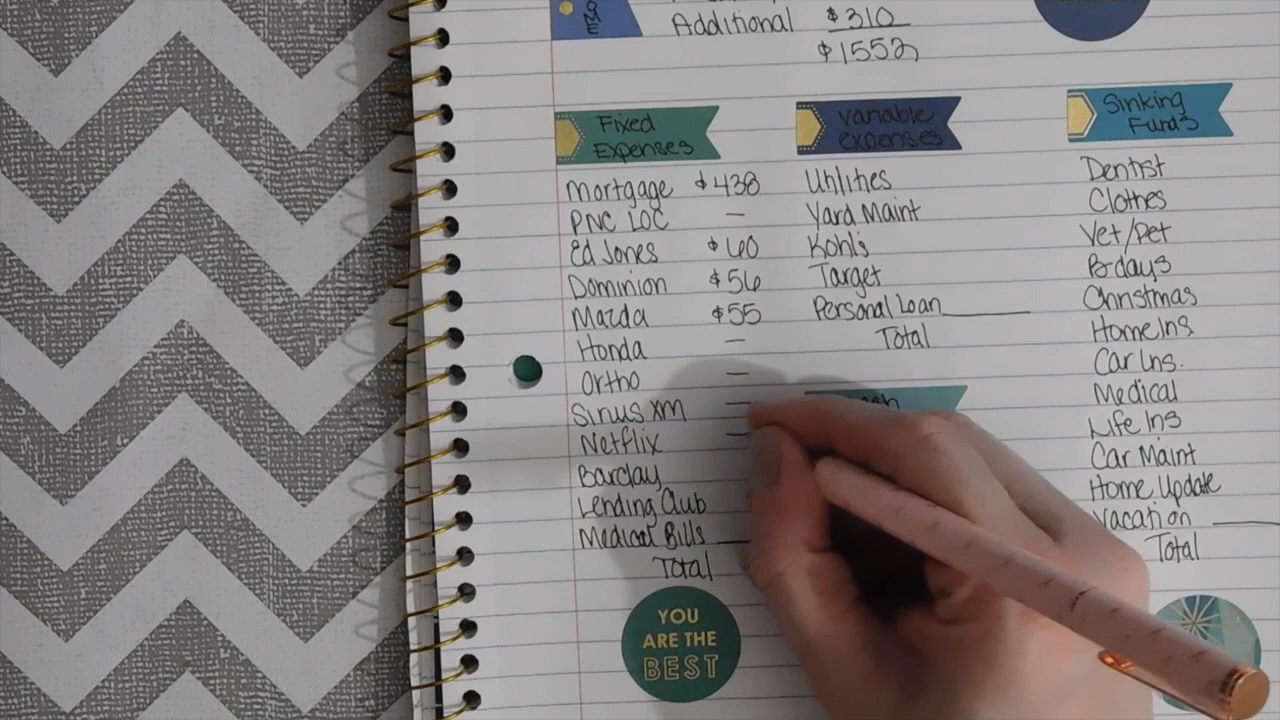 OME
Additional $310
$1552
Fixed
Expenses
Mortgage $438
PNC LOC —
Ed Jones $40
Dominion $56
Mazda $55
Honda —
Ortho —
Sirius xm —
Netflix —
Barclay
Lending Club
Medical Bills
Total
YOU
ARE THE
BEST
Variable
expenses
Utilities
Yard Maint
Kohl's
Target
Personal Loan
Total
Sinking
Funds
Dentist
Clothes
Vet/Pet
B-days
Christmas
Home Ins
Car Ins.
Medical
Life Ins
Car Maint
Home Update
Vacation
Total